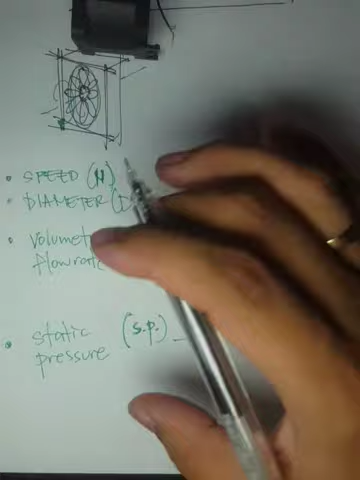 • SPEED (N)
• DIAMETER (D
• Volumet
flowrate
• static (s.p.) –
pressure